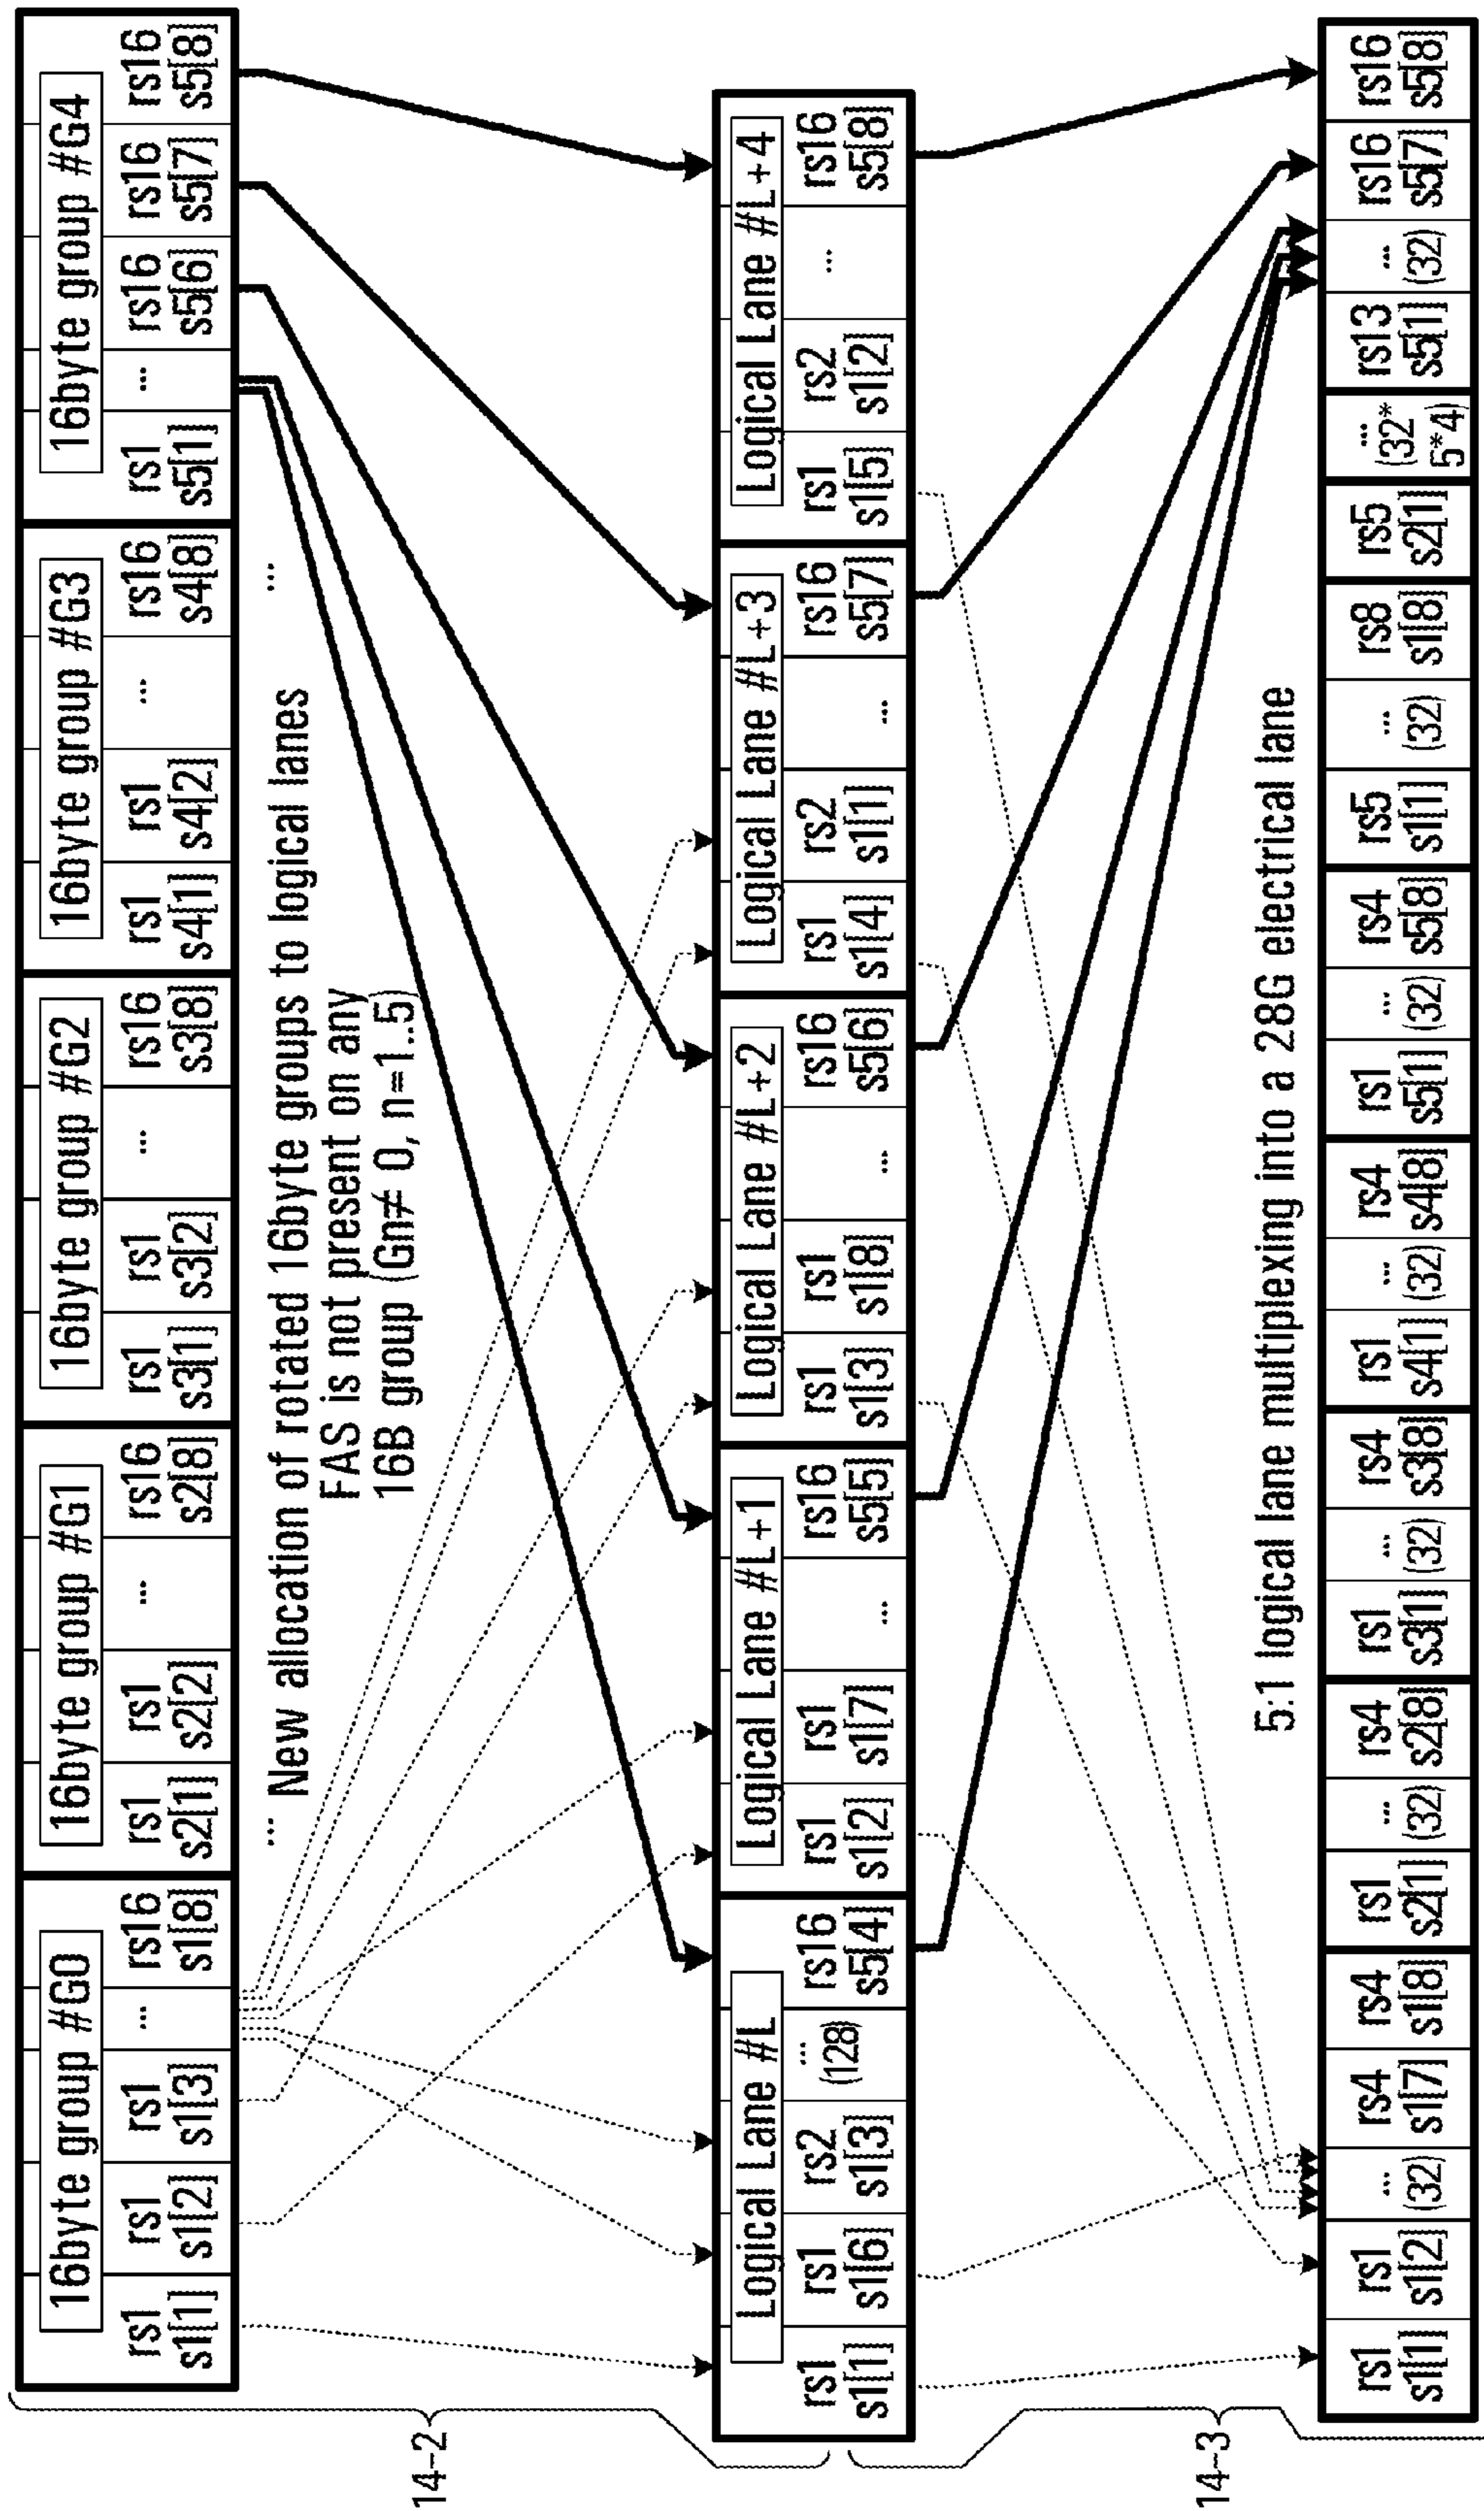 16byte group #G0
rs1 s1[1]
rs1 s1[2]
rs1 s1[3]
...
rs16 s1[8]
16byte group #G1
rs1 s2[1]
rs1 s2[2]
...
rs16 s2[8]
16byte group #G2
rs1 s3[1]
rs1 s3[2]
...
rs16 s3[8]
16byte group #G3
rs1 s4[1]
rs1 s4[2]
...
rs16 s4[8]
16byte group #G4
rs1 s5[1]
...
rs16 s5[6]
rs16 s5[7]
rs16 s5[8]
14-2
... New allocation of rotated 16byte groups to logical lanes ...
FAS is not present on any
16B group (Gn# 0, n=1..5)
Logical Lane #L
rs1 s1[1]
rs1 s1[6]
rs2 s1[3]
... (128)
rs16 s5[4]
Logical Lane #L+1
rs1 s1[2]
rs1 s1[7]
...
rs16 s5[5]
Logical Lane #L+2
rs1 s1[3]
rs1 s1[8]
...
rs16 s5[6]
Logical Lane #L+3
rs1 s1[4]
rs2 s1[1]
...
rs16 s5[7]
Logical Lane #L+4
rs1 s1[5]
rs2 s1[2]
...
rs16 s5[8]
14-3
5:1 logical lane multiplexing into a 28G electrical lane
rs1 s1[1]
rs1 s1[2]
... (32)
rs4 s1[7]
rs4 s1[8]
rs1 s2[1]
... (32)
rs4 s2[8]
rs1 s3[1]
... (32)
rs4 s3[8]
rs1 s4[1]
... (32)
rs4 s4[8]
rs1 s5[1]
... (32)
rs4 s5[8]
rs5 s1[1]
... (32)
rs8 s1[8]
rs5 s2[1]
... (32* 5*4)
rs13 s5[1]
... (32)
rs16 s5[7]
rs16 s5[8]